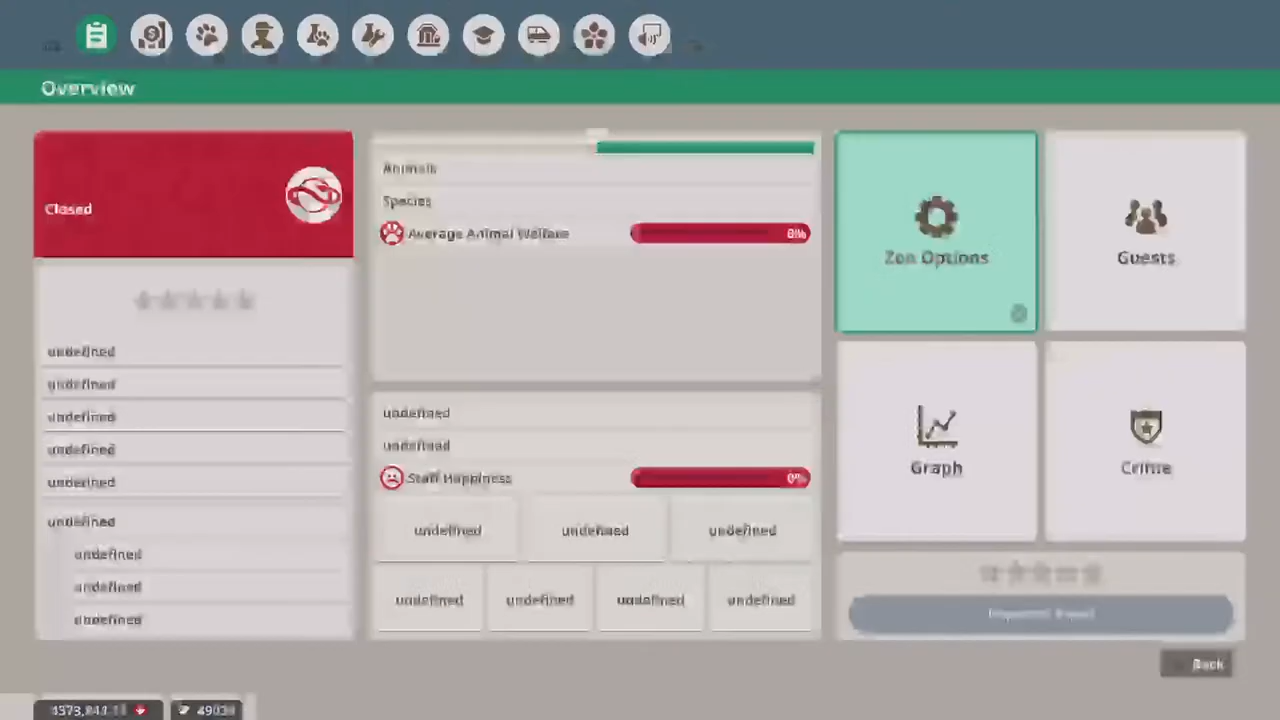 Overview
Closed
undefined
undefined
undefined
undefined
undefined
undefined
undefined
undefined
undefined
Animals
Species
Average Animal Welfare 0%
undefined
undefined
Staff Happiness 0%
undefined undefined undefined
undefined undefined undefined undefined
Zoo Options
Guests
Graph
Crime
Back